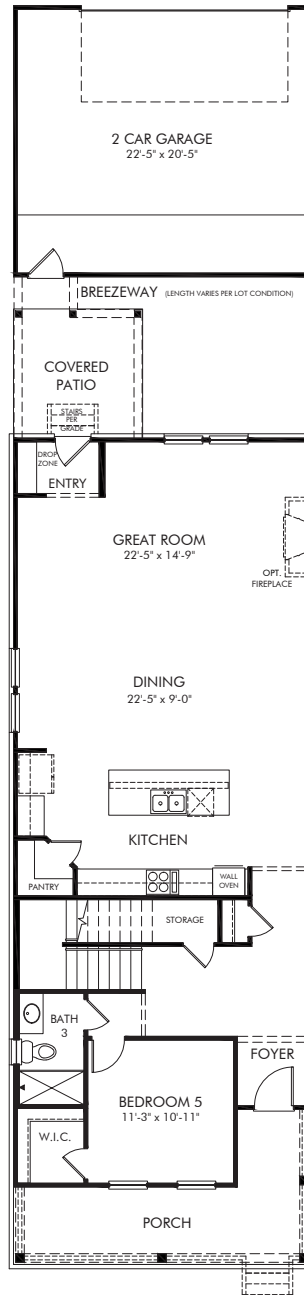 2 CAR GARAGE
22'-5" x 20'-5"
BREEZEWAY (LENGTH VARIES PER LOT CONDITION)
COVERED
PATIO
STAIRS
PER
GRADE
DROP
ZONE
ENTRY
GREAT ROOM
22'-5" x 14'-9"
OPT.
FIREPLACE
DINING
22'-5" x 9'-0"
KITCHEN
PANTRY
WALL
OVEN
STORAGE
BATH
3
FOYER
BEDROOM 5
11'-3" x 10'-11"
W.I.C.
PORCH